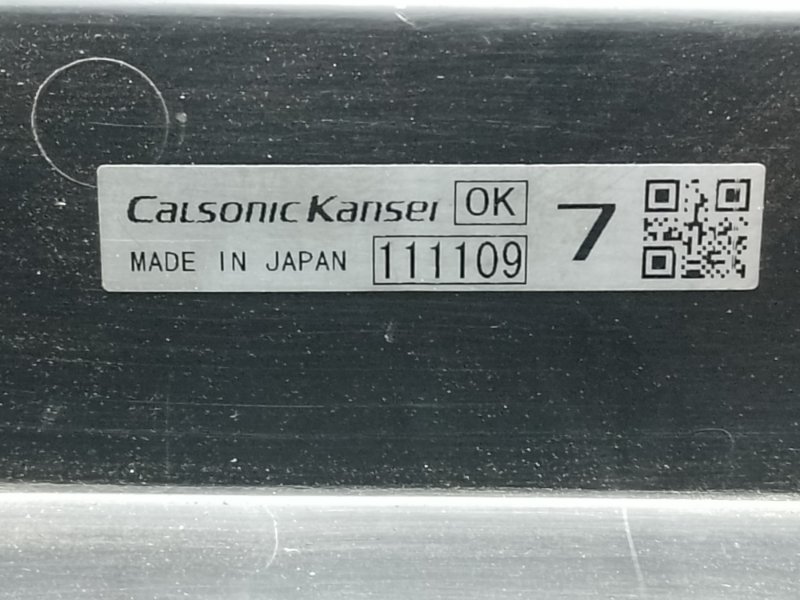 Calsonic Kansei OK 7
MADE IN JAPAN 111109